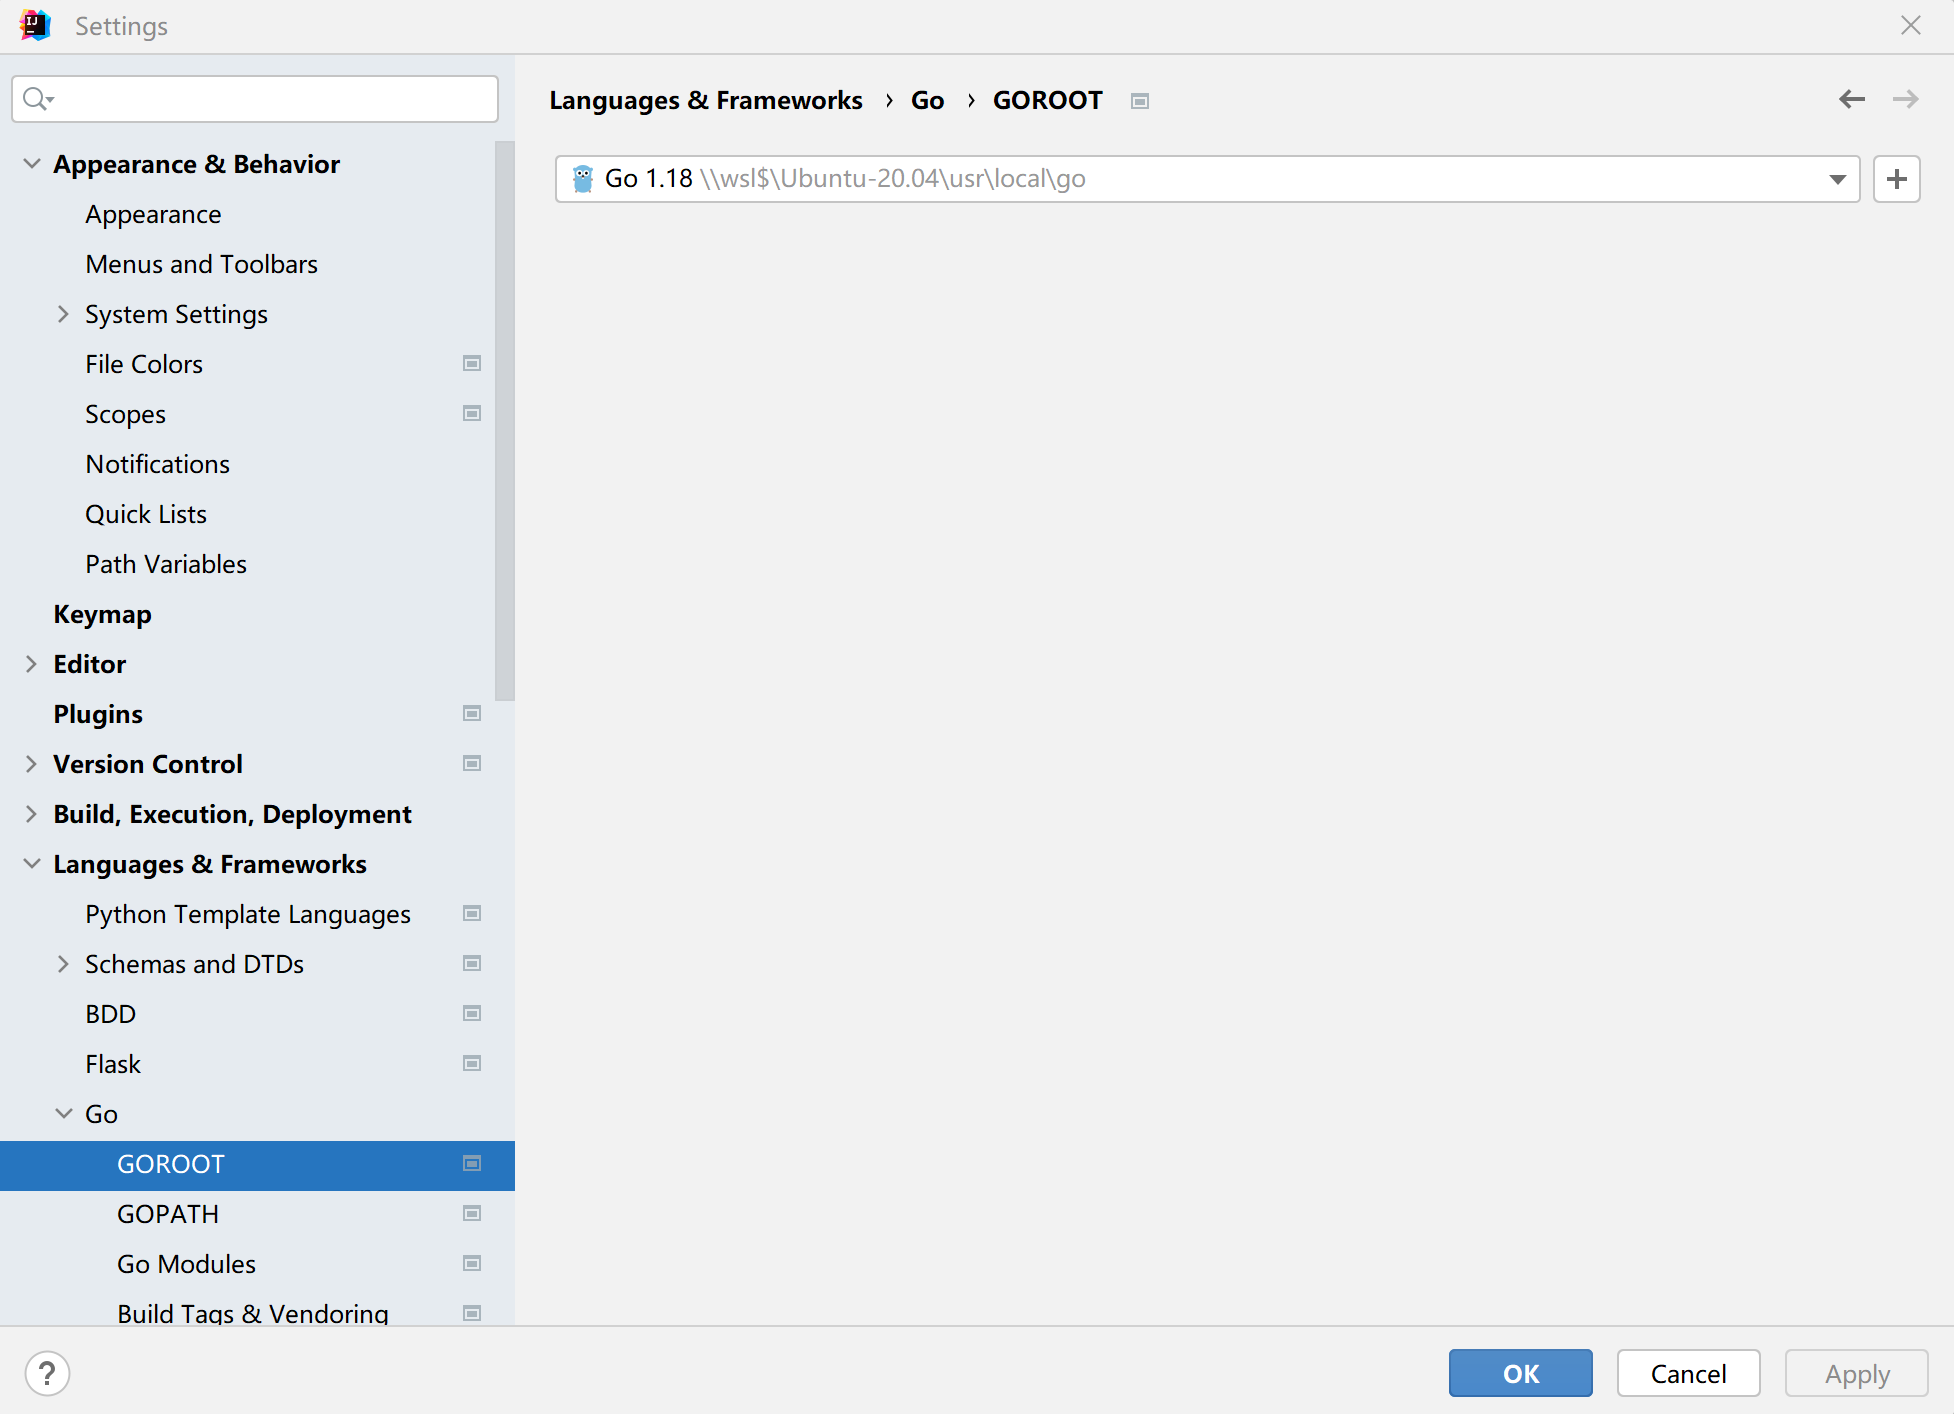 Settings
Appearance & Behavior
Appearance
Menus and Toolbars
System Settings
File Colors
Scopes
Notifications
Quick Lists
Path Variables
Keymap
Editor
Plugins
Version Control
Build, Execution, Deployment
Languages & Frameworks
Python Template Languages
Schemas and DTDs
BDD
Flask
Go
GOROOT
GOPATH
Go Modules
Build Tags & Vendoring
Languages & Frameworks › Go › GOROOT
Go 1.18 \\wsl$\Ubuntu-20.04\usr\local\go
?
OK
Cancel
Apply